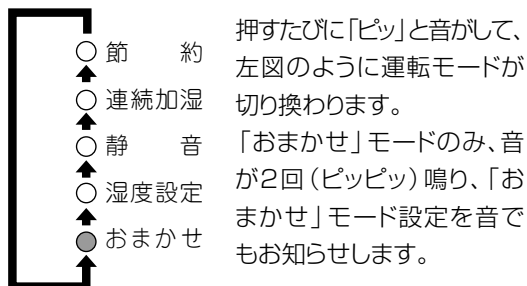 節約
連続加湿
静音
湿度設定
おまかせ
押すたびに「ピッ」と音がして、
左図のように運転モードが
切り換わります。
「おまかせ」モードのみ、音
が2回(ピッピッ)鳴り、「お
まかせ」モード設定を音で
もお知らせします。